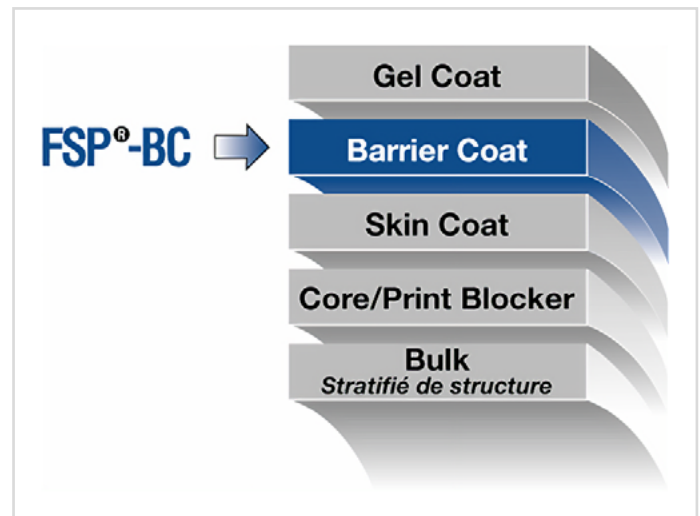 Gel Coat
FSP®-BC
Barrier Coat
Skin Coat
Core/Print Blocker
Bulk
Stratifié de structure